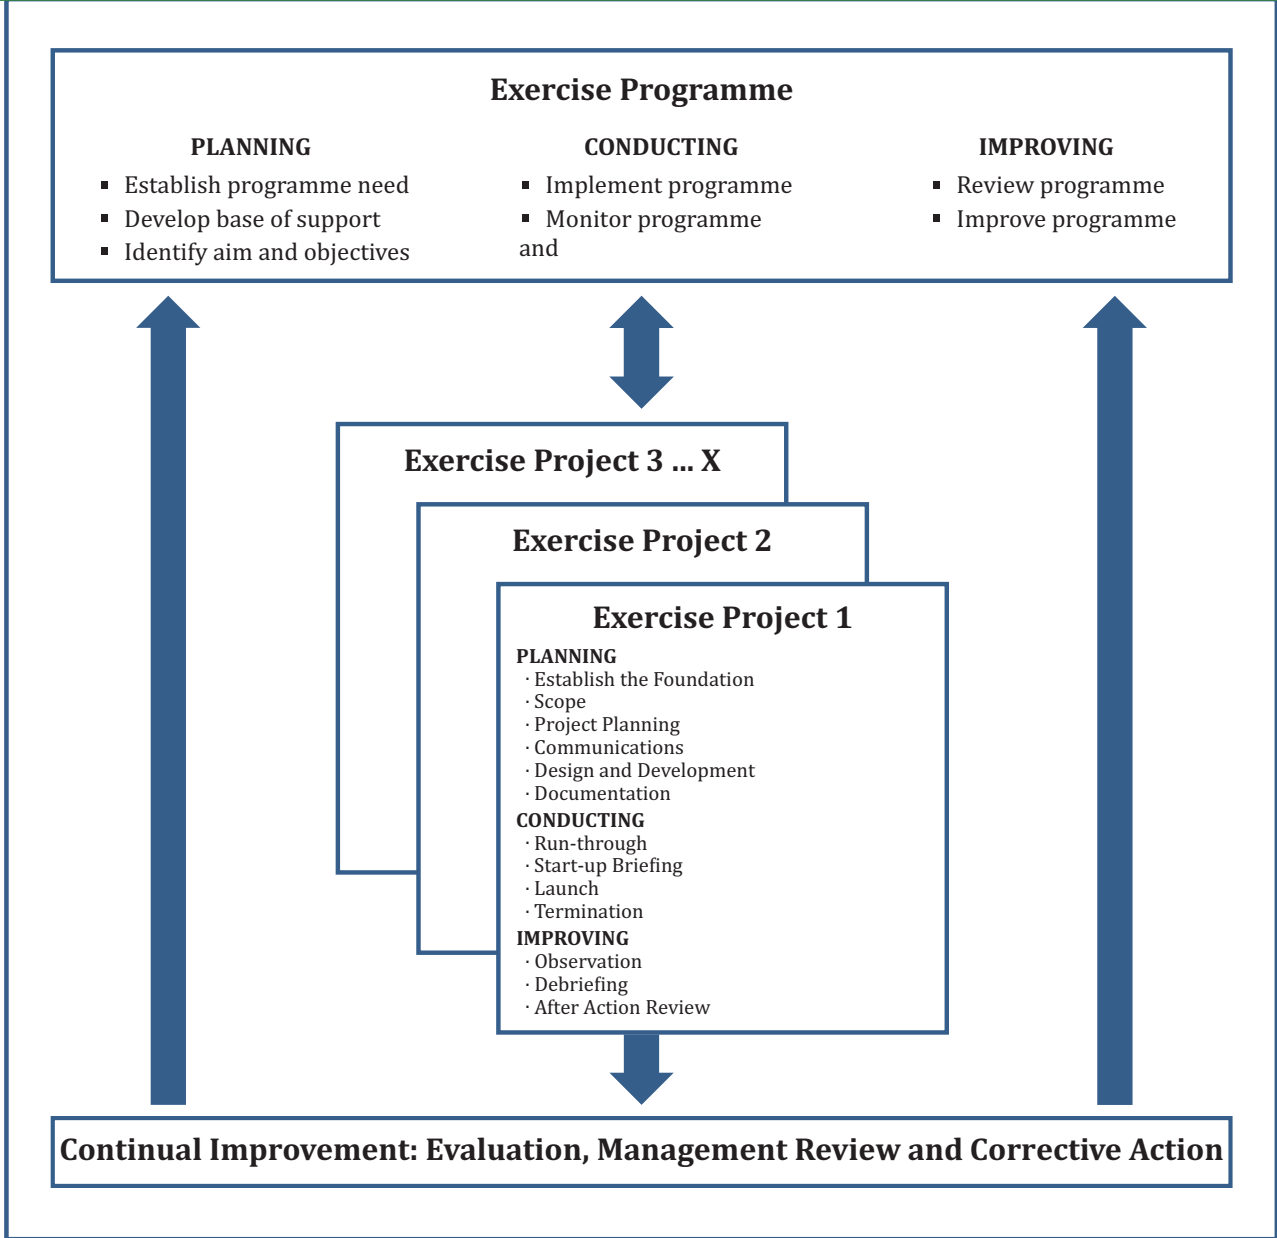 Exercise Programme
PLANNING
▪ Establish programme need
▪ Develop base of support
▪ Identify aim and objectives
CONDUCTING
▪ Implement programme
▪ Monitor programme
and
IMPROVING
▪ Review programme
▪ Improve programme
Exercise Project 3 ... X
Exercise Project 2
Exercise Project 1
PLANNING
· Establish the Foundation
· Scope
· Project Planning
· Communications
· Design and Development
· Documentation
CONDUCTING
· Run-through
· Start-up Briefing
· Launch
· Termination
IMPROVING
· Observation
· Debriefing
· After Action Review
Continual Improvement: Evaluation, Management Review and Corrective Action